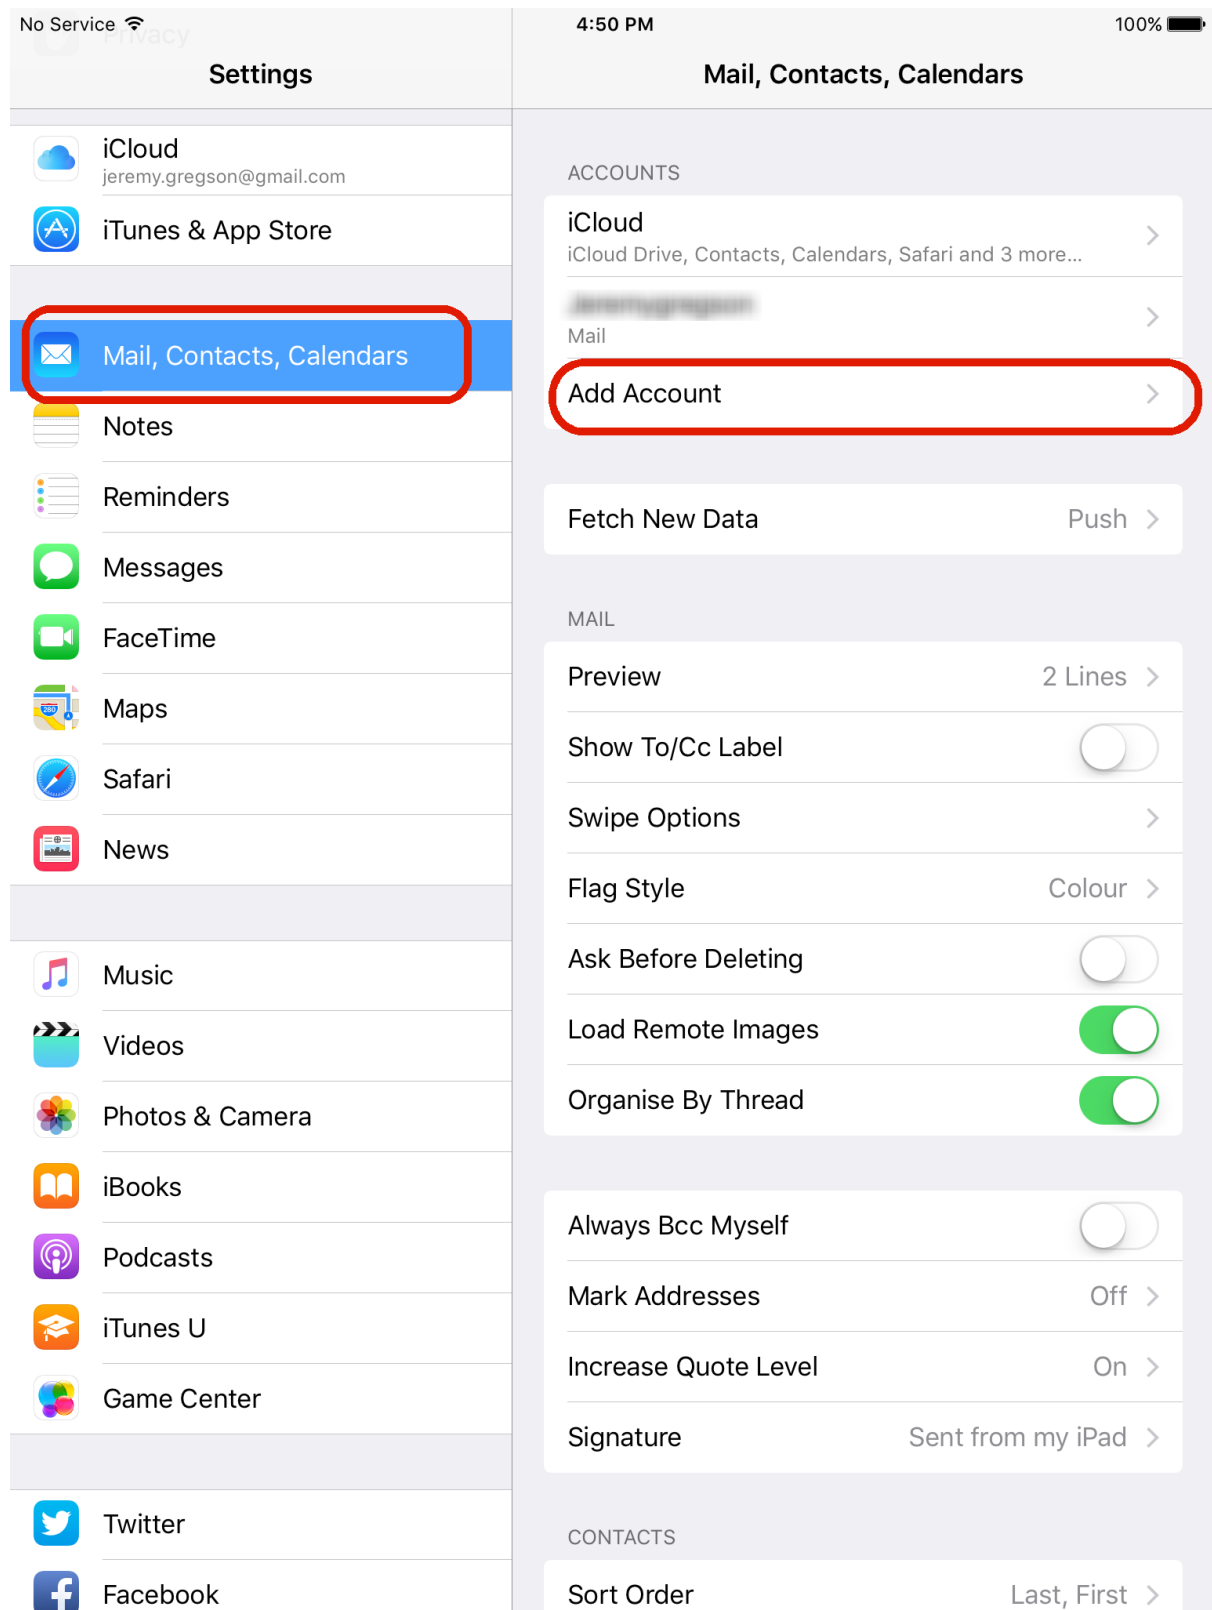 No Service
4:50 PM
100%
Privacy
Settings
iCloud
jeremy.gregson@gmail.com
iTunes & App Store
Mail, Contacts, Calendars
Notes
Reminders
Messages
FaceTime
280
Maps
Safari
News
Music
Videos
Photos & Camera
iBooks
Podcasts
iTunes U
Game Center
Twitter
Facebook
Mail, Contacts, Calendars
ACCOUNTS
iCloud
iCloud Drive, Contacts, Calendars, Safari and 3 more...
Jeremygregson
Mail
Add Account
Fetch New Data Push
MAIL
Preview 2 Lines
Show To/Cc Label
Swipe Options
Flag Style Colour
Ask Before Deleting
Load Remote Images
Organise By Thread
Always Bcc Myself
Mark Addresses Off
Increase Quote Level On
Signature Sent from my iPad
CONTACTS
Sort Order Last, First